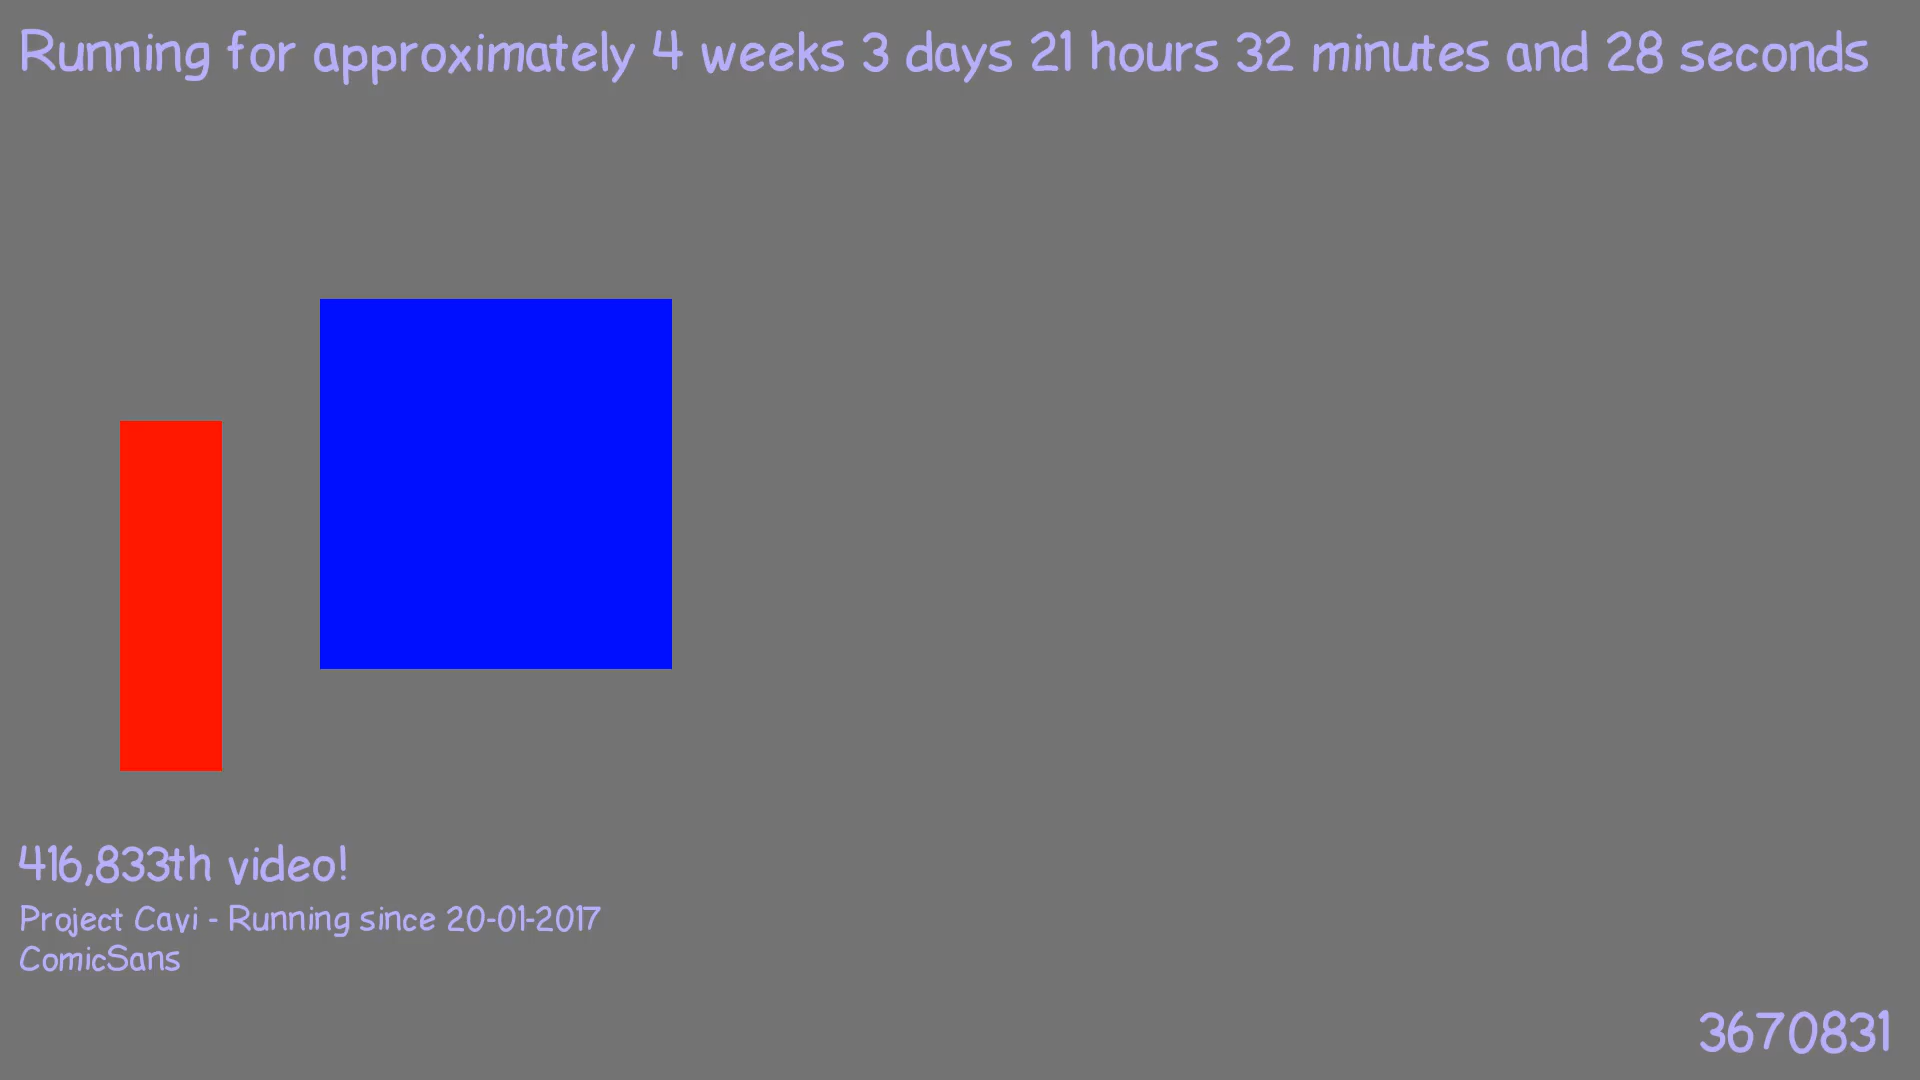 Running for approximately 4 weeks 3 days 21 hours 32 minutes and 28 seconds
416,833th video!
Project Cavi - Running since 20-01-2017
ComicSans
3670831